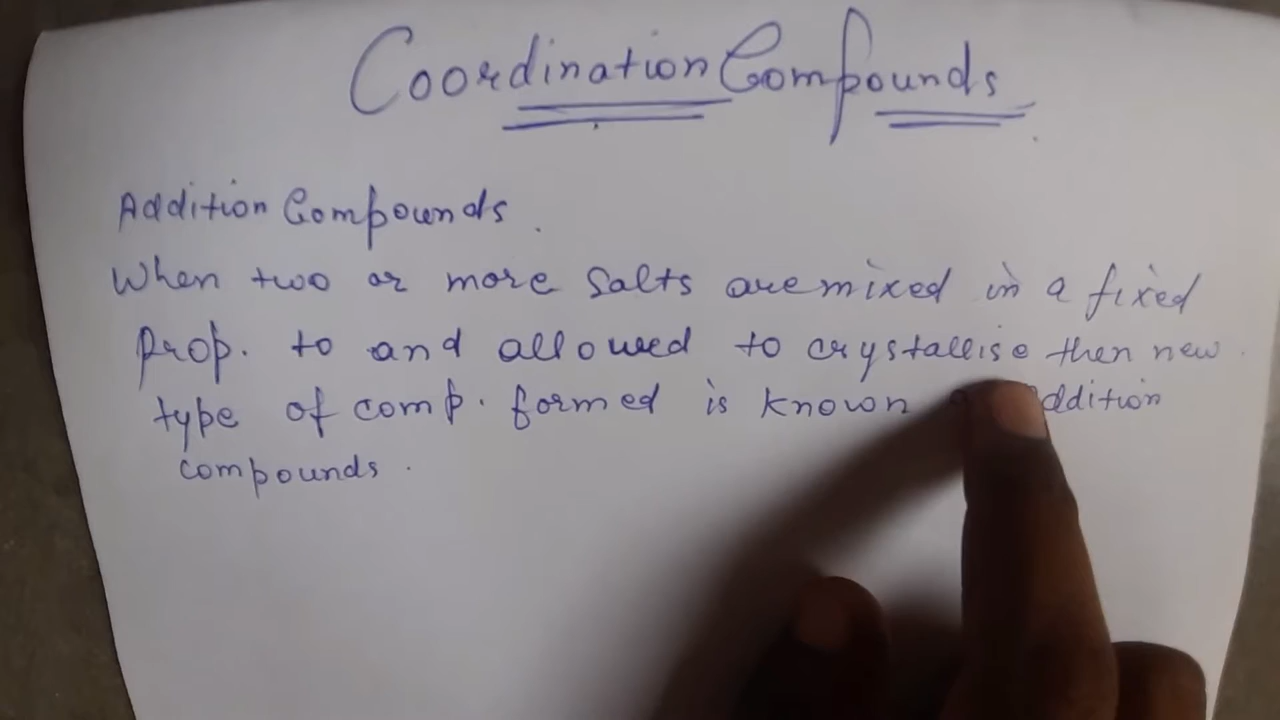 Coordination Compounds
Addition Compounds.
When two or more salts are mixed in a fixed
prop. to and allowed to crystallise then new
type of comp. formed is known addition
compounds.